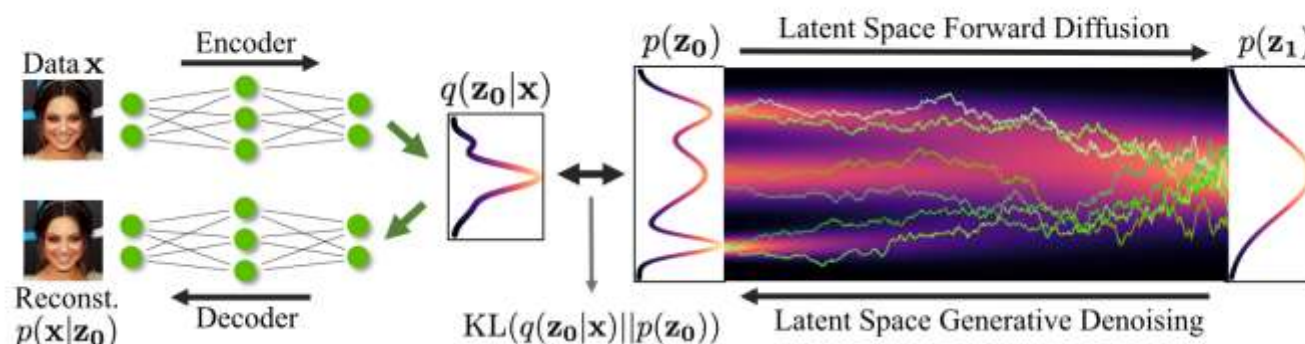 Data x
Encoder
q(z₀|x)
p(z₀)
Latent Space Forward Diffusion
p(z₁)
Reconst.
p(x|z₀)
Decoder
KL(q(z₀|x)||p(z₀))
Latent Space Generative Denoising